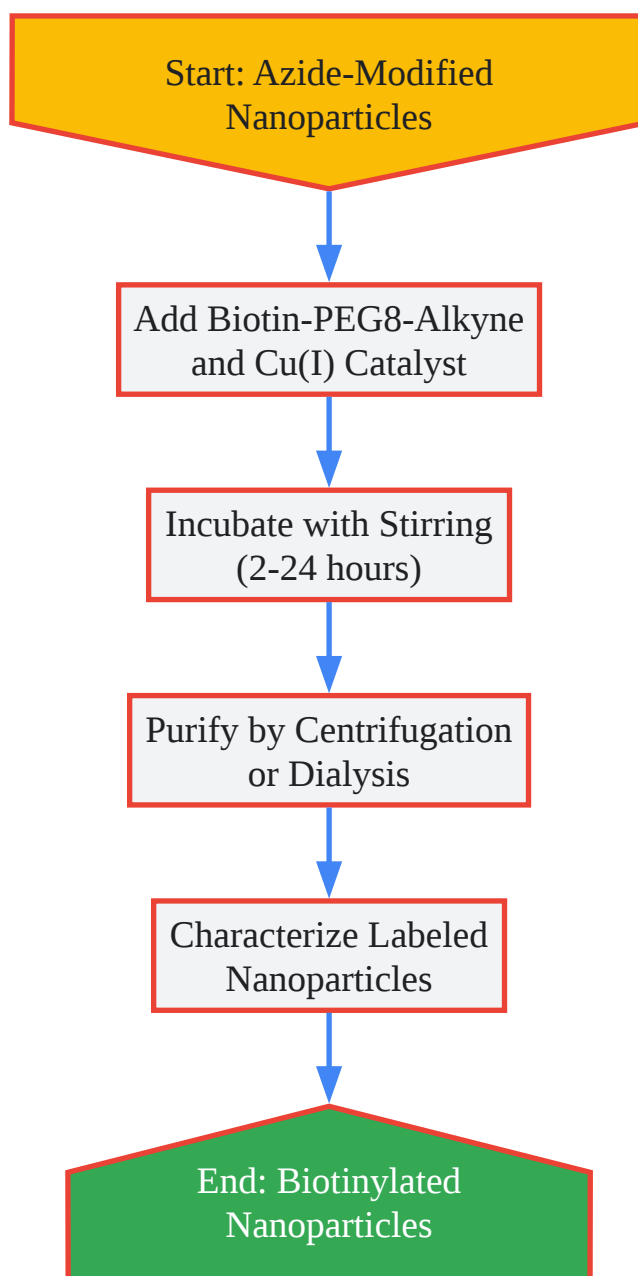 Start: Azide-Modified
Nanoparticles
Add Biotin-PEG8-Alkyne
and Cu(I) Catalyst
Incubate with Stirring
(2-24 hours)
Purify by Centrifugation
or Dialysis
Characterize Labeled
Nanoparticles
End: Biotinylated
Nanoparticles